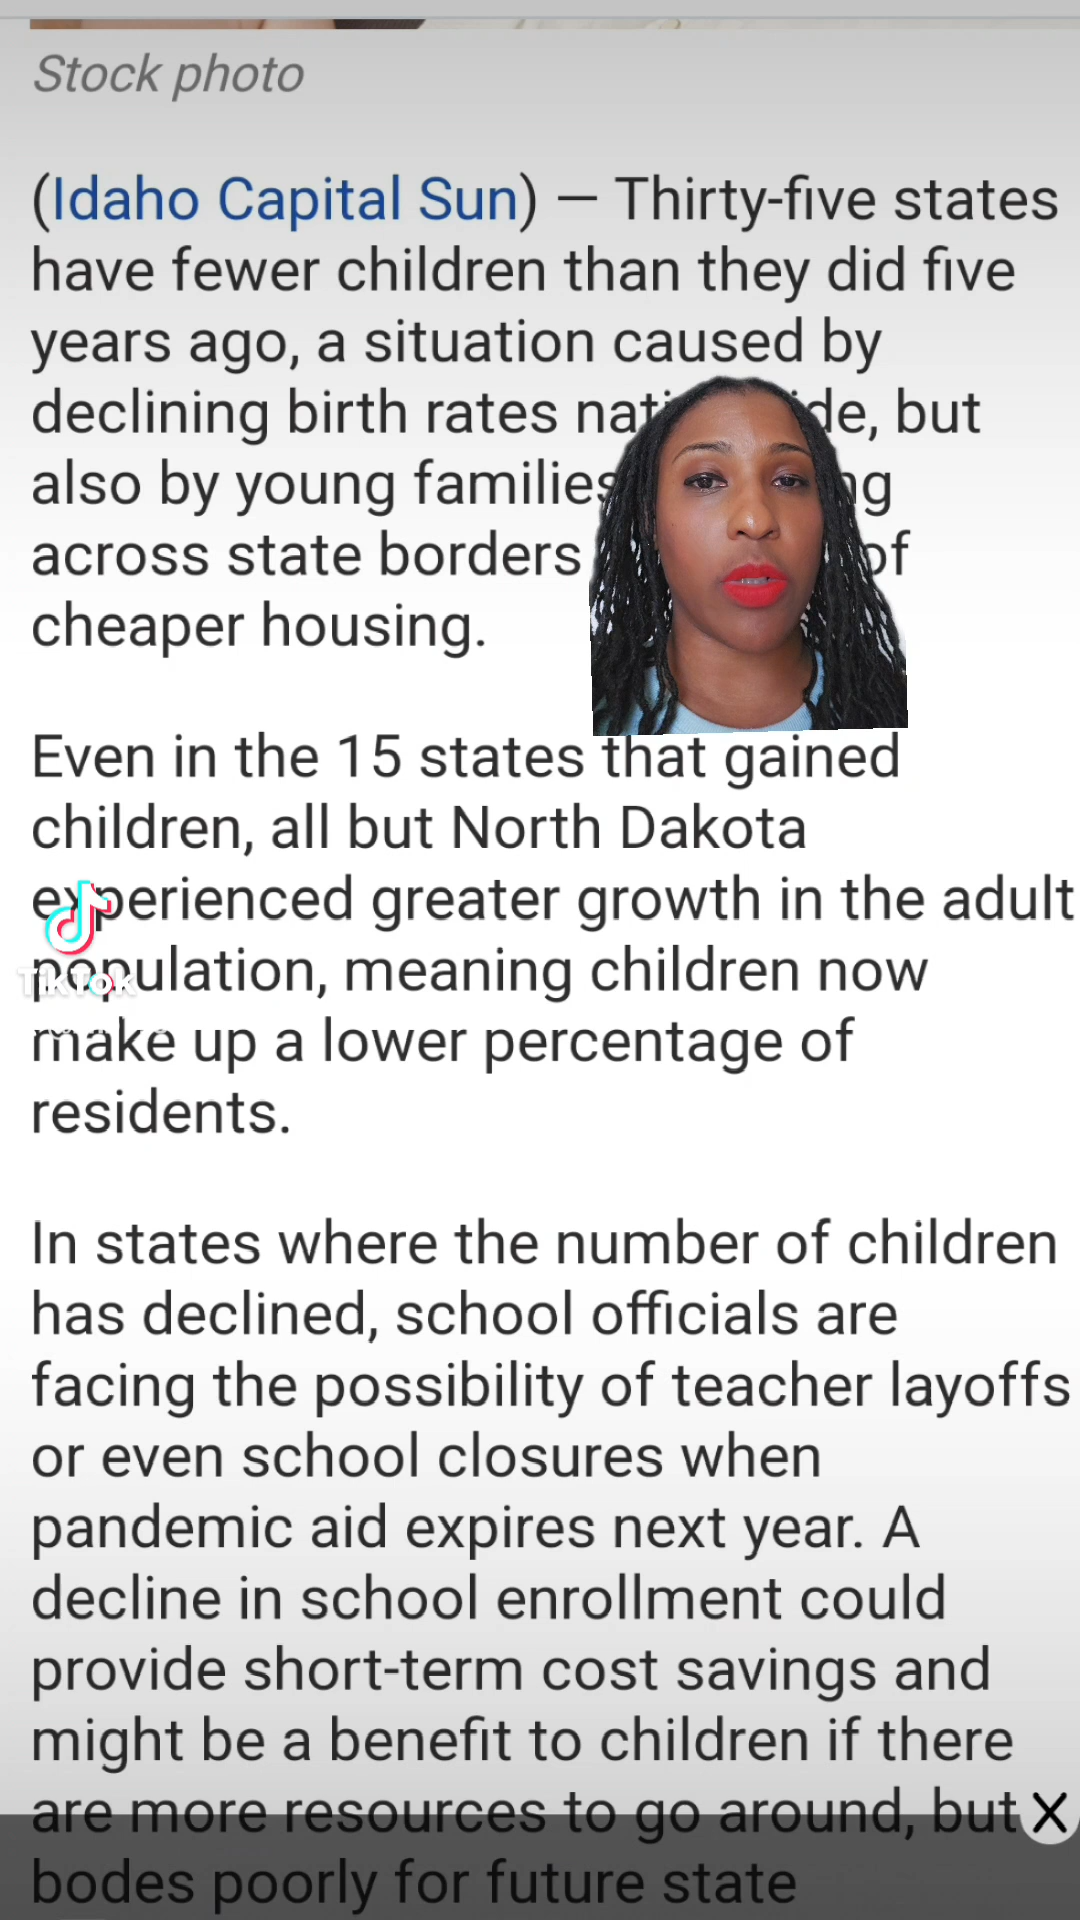 Stock photo
(Idaho Capital Sun) — Thirty-five states
have fewer children than they did five
years ago, a situation caused by
declining birth rates de, but
also by young families
across state borders of
cheaper housing.
Even in the 15 states that gained
children, all but North Dakota
experienced greater growth in the adult
population, meaning children now
make up a lower percentage of
residents.
In states where the number of children
has declined, school officials are
facing the possibility of teacher layoffs
or even school closures when
pandemic aid expires next year. A
decline in school enrollment could
provide short-term cost savings and
might be a benefit to children if there
are more resources to go around, but
bodes poorly for future state
TikTok